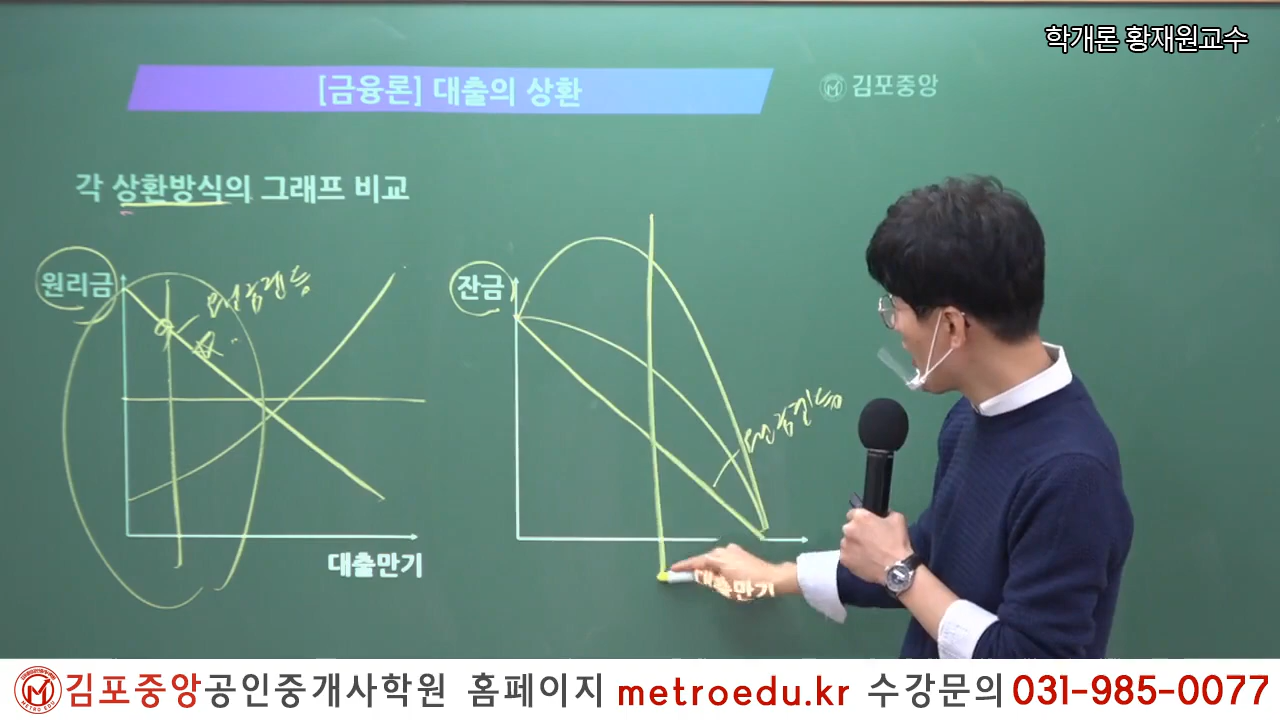 학개론 황재원교수
[금융론] 대출의 상환
김포중앙
각 상환방식의 그래프 비교
원리금
잔금
대출만기
대출만기
김포중앙공인중개사학원 홈페이지 metroedu.kr 수강문의 031-985-0077
METRO EDU